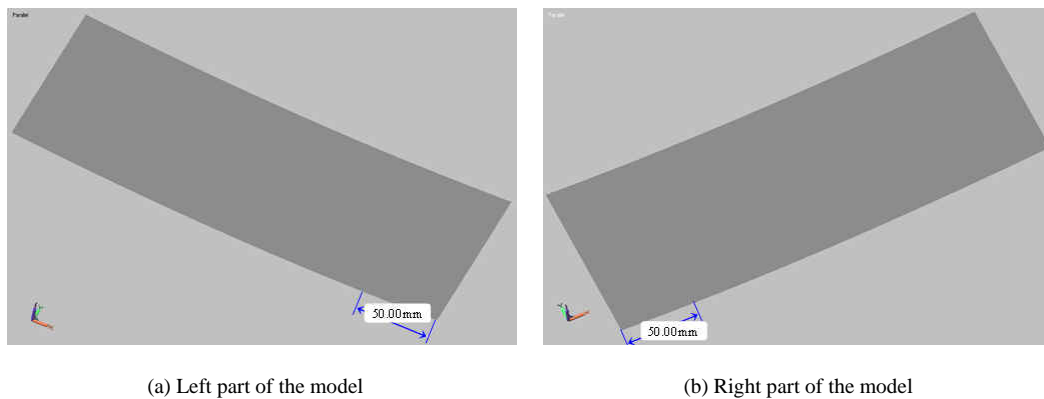 Parallel
Parallel
50.00mm
50.00mm
(a) Left part of the model
(b) Right part of the model